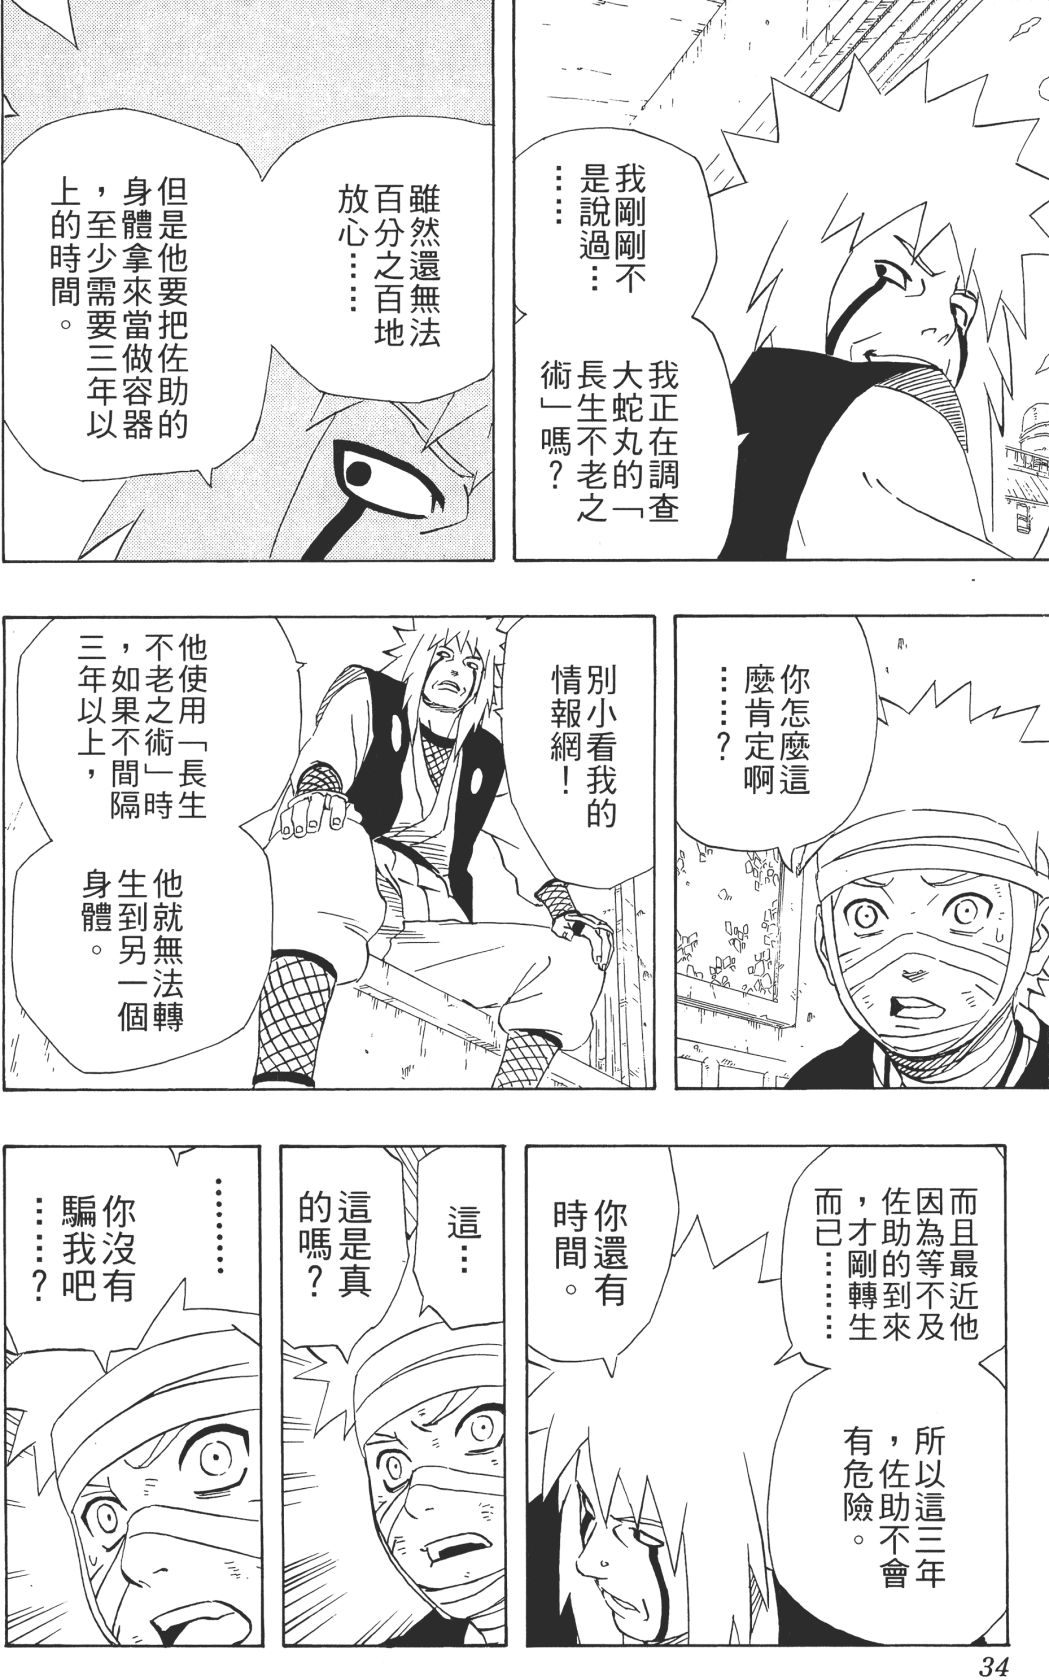 我剛剛不
是說過…
……
我正在調查
大蛇丸的「
長生不老之
術」嗎？
雖然還無法
百分之百地
放心……
但是他要把佐助的
身體拿來當做容器
，至少需要三年以
上的時間。
你怎麼這
麼肯定啊
……？
別小看我的
情報網！
他使用「長生
不老之術」時
，如果不間隔
三年以上，
他就無法轉
生到另一個
身體。
而且最近他
因為等不及
佐助的到來
，才剛轉生
而已………
所以這三年
，佐助不會
有危險。
你還有
時間。
這…
這是真
的嗎？
………
你沒有
騙我吧
……？
34